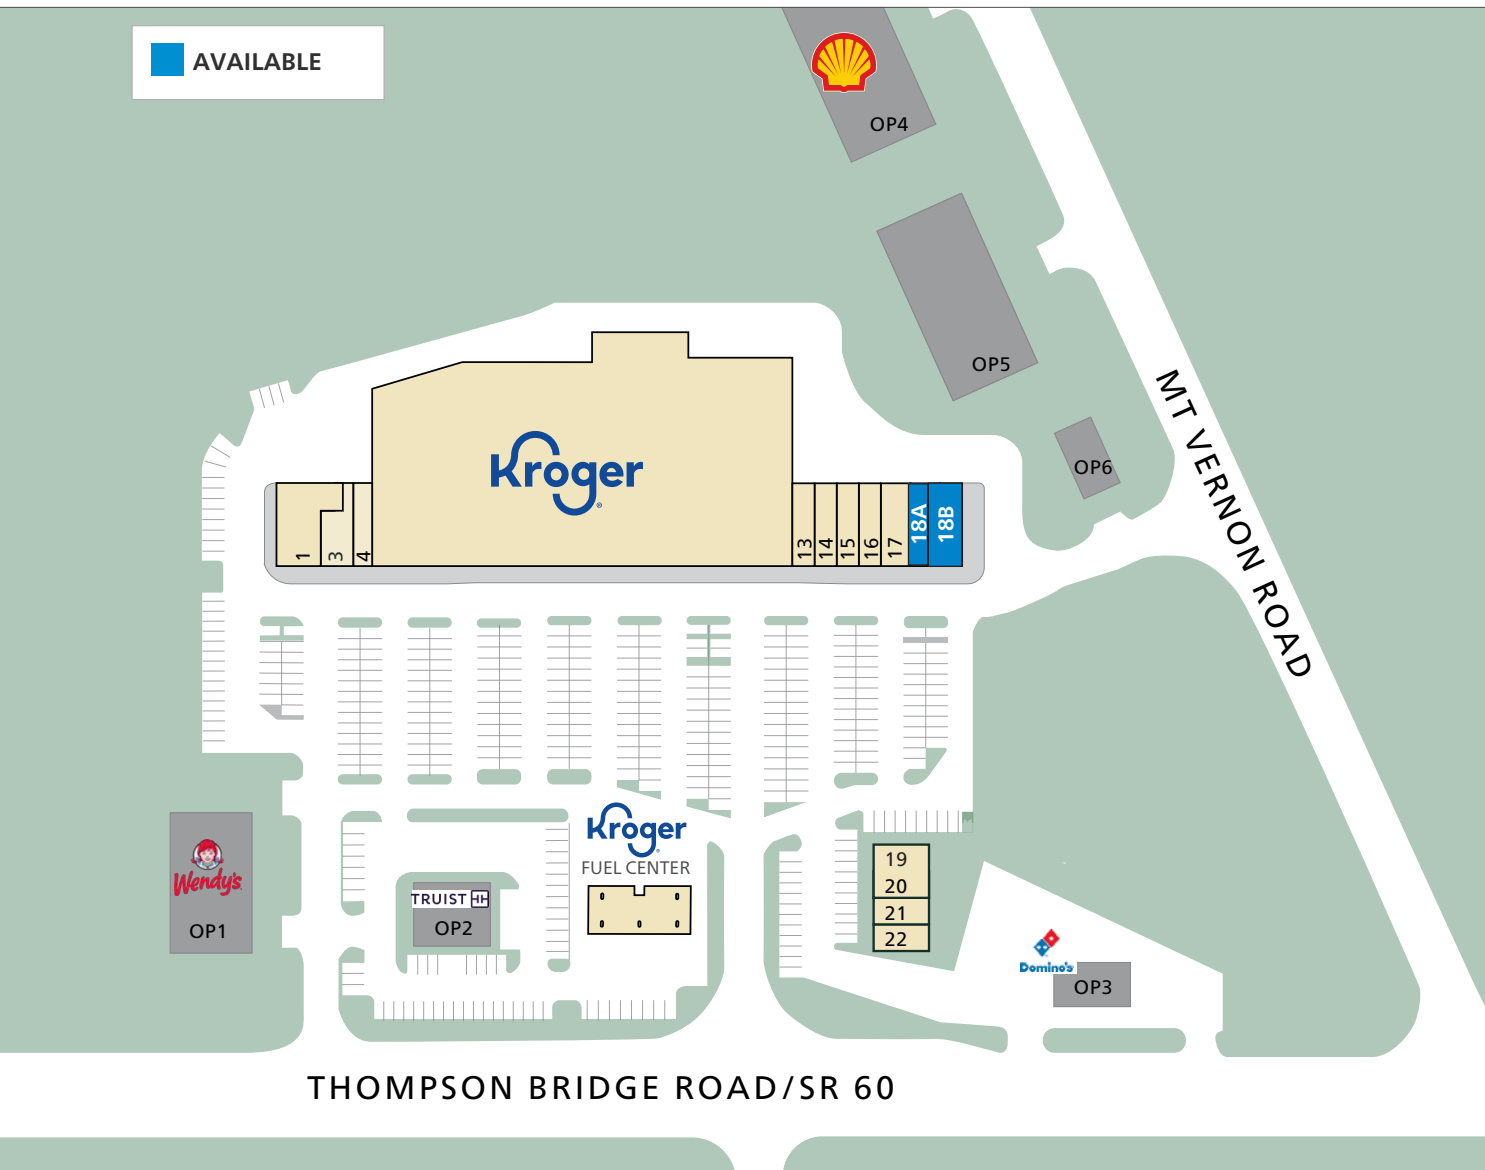 AVAILABLE
OP4
OP5
MT VERNON ROAD
OP6
Kroger
1
3
4
13
14
15
16
17
18A
18B
Wendy's
OP1
TRUIST
OP2
Kroger
FUEL CENTER
19
20
21
22
Domino's
OP3
THOMPSON BRIDGE ROAD/SR 60